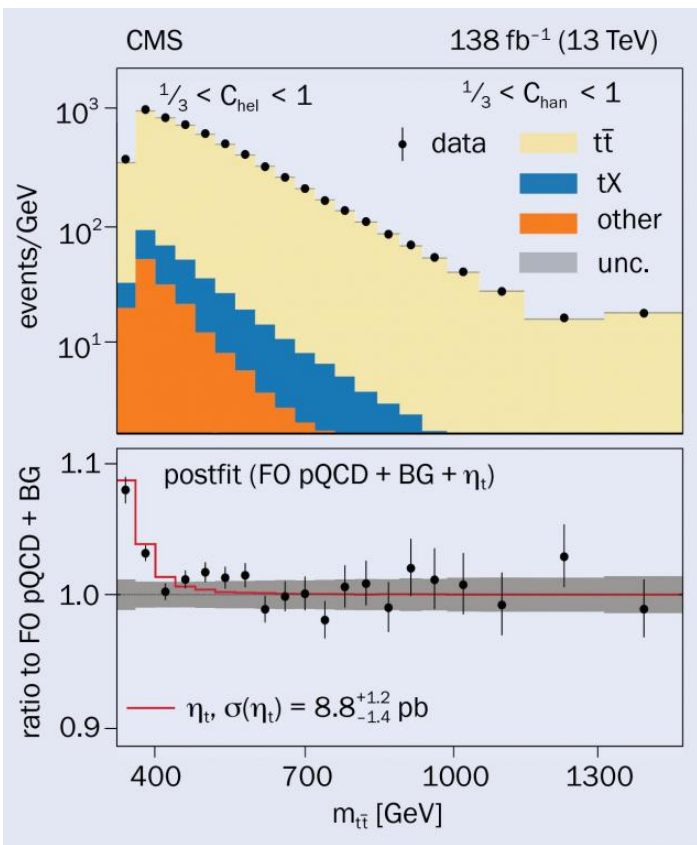 CMS 138 fb⁻¹ (13 TeV)
10³
10²
10¹
events/GeV
¹/₃ < C_hel < 1 ¹/₃ < C_han < 1
data
tt̄
tX
other
unc.
1.1
1.0
0.9
ratio to FO pQCD + BG
postfit (FO pQCD + BG + η_t)
η_t, σ(η_t) = 8.8 +1.2 −1.4 pb
400 700 1000 1300
m_tt̄ [GeV]